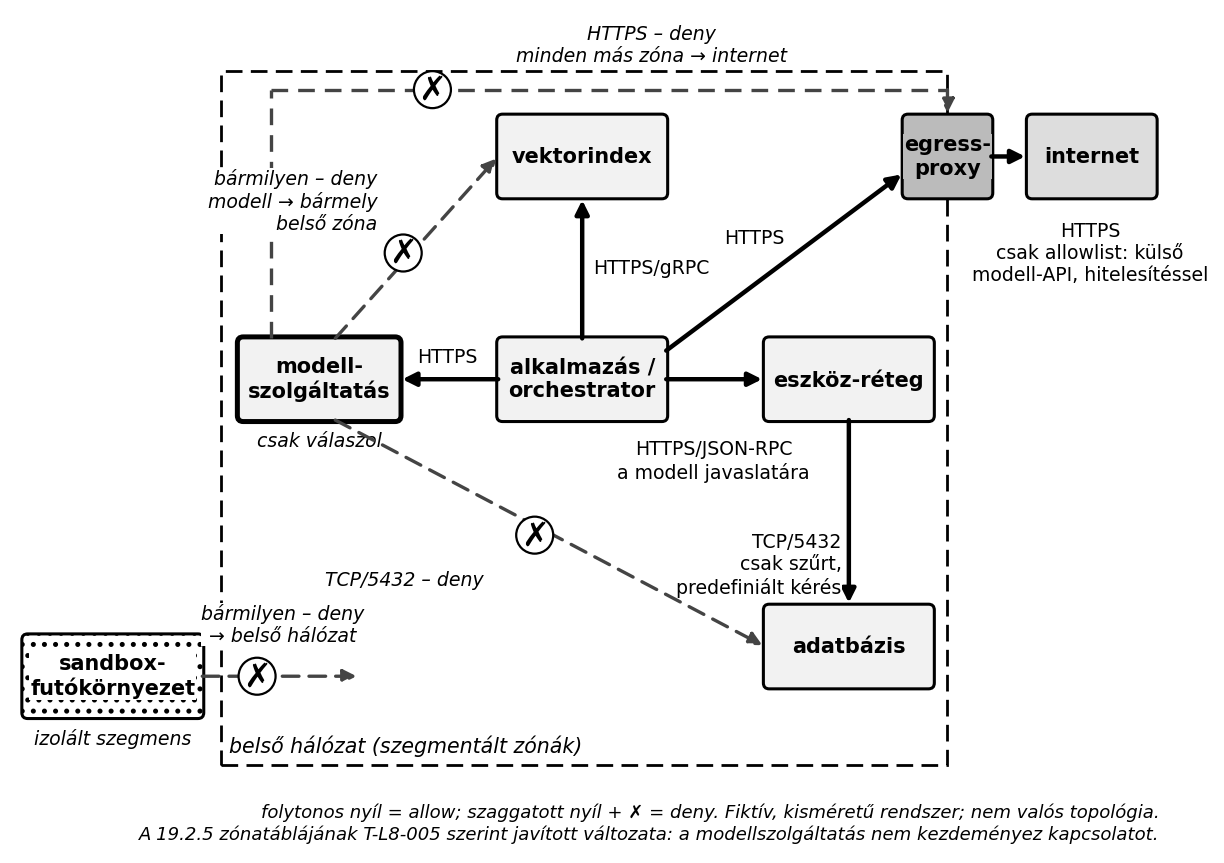 HTTPS – deny
minden más zóna → internet
vektorindex
egress-
proxy
internet
bármilyen – deny
modell → bármely
belső zóna
HTTPS
HTTPS/gRPC
HTTPS
csak allowlist: külső
modell-API, hitelesítéssel
modell-
szolgáltatás
HTTPS
alkalmazás /
orchestrator
eszköz-réteg
csak válaszol
HTTPS/JSON-RPC
a modell javaslatára
TCP/5432
csak szűrt,
predefiniált kérés
TCP/5432 – deny
bármilyen – deny
→ belső hálózat
sandbox-
futókörnyezet
adatbázis
izolált szegmens
belső hálózat (szegmentált zónák)
folytonos nyíl = allow; szaggatott nyíl + ✗ = deny. Fiktív, kisméretű rendszer; nem valós topológia.
A 19.2.5 zónatáblájának T-L8-005 szerint javított változata: a modellszolgáltatás nem kezdeményez kapcsolatot.